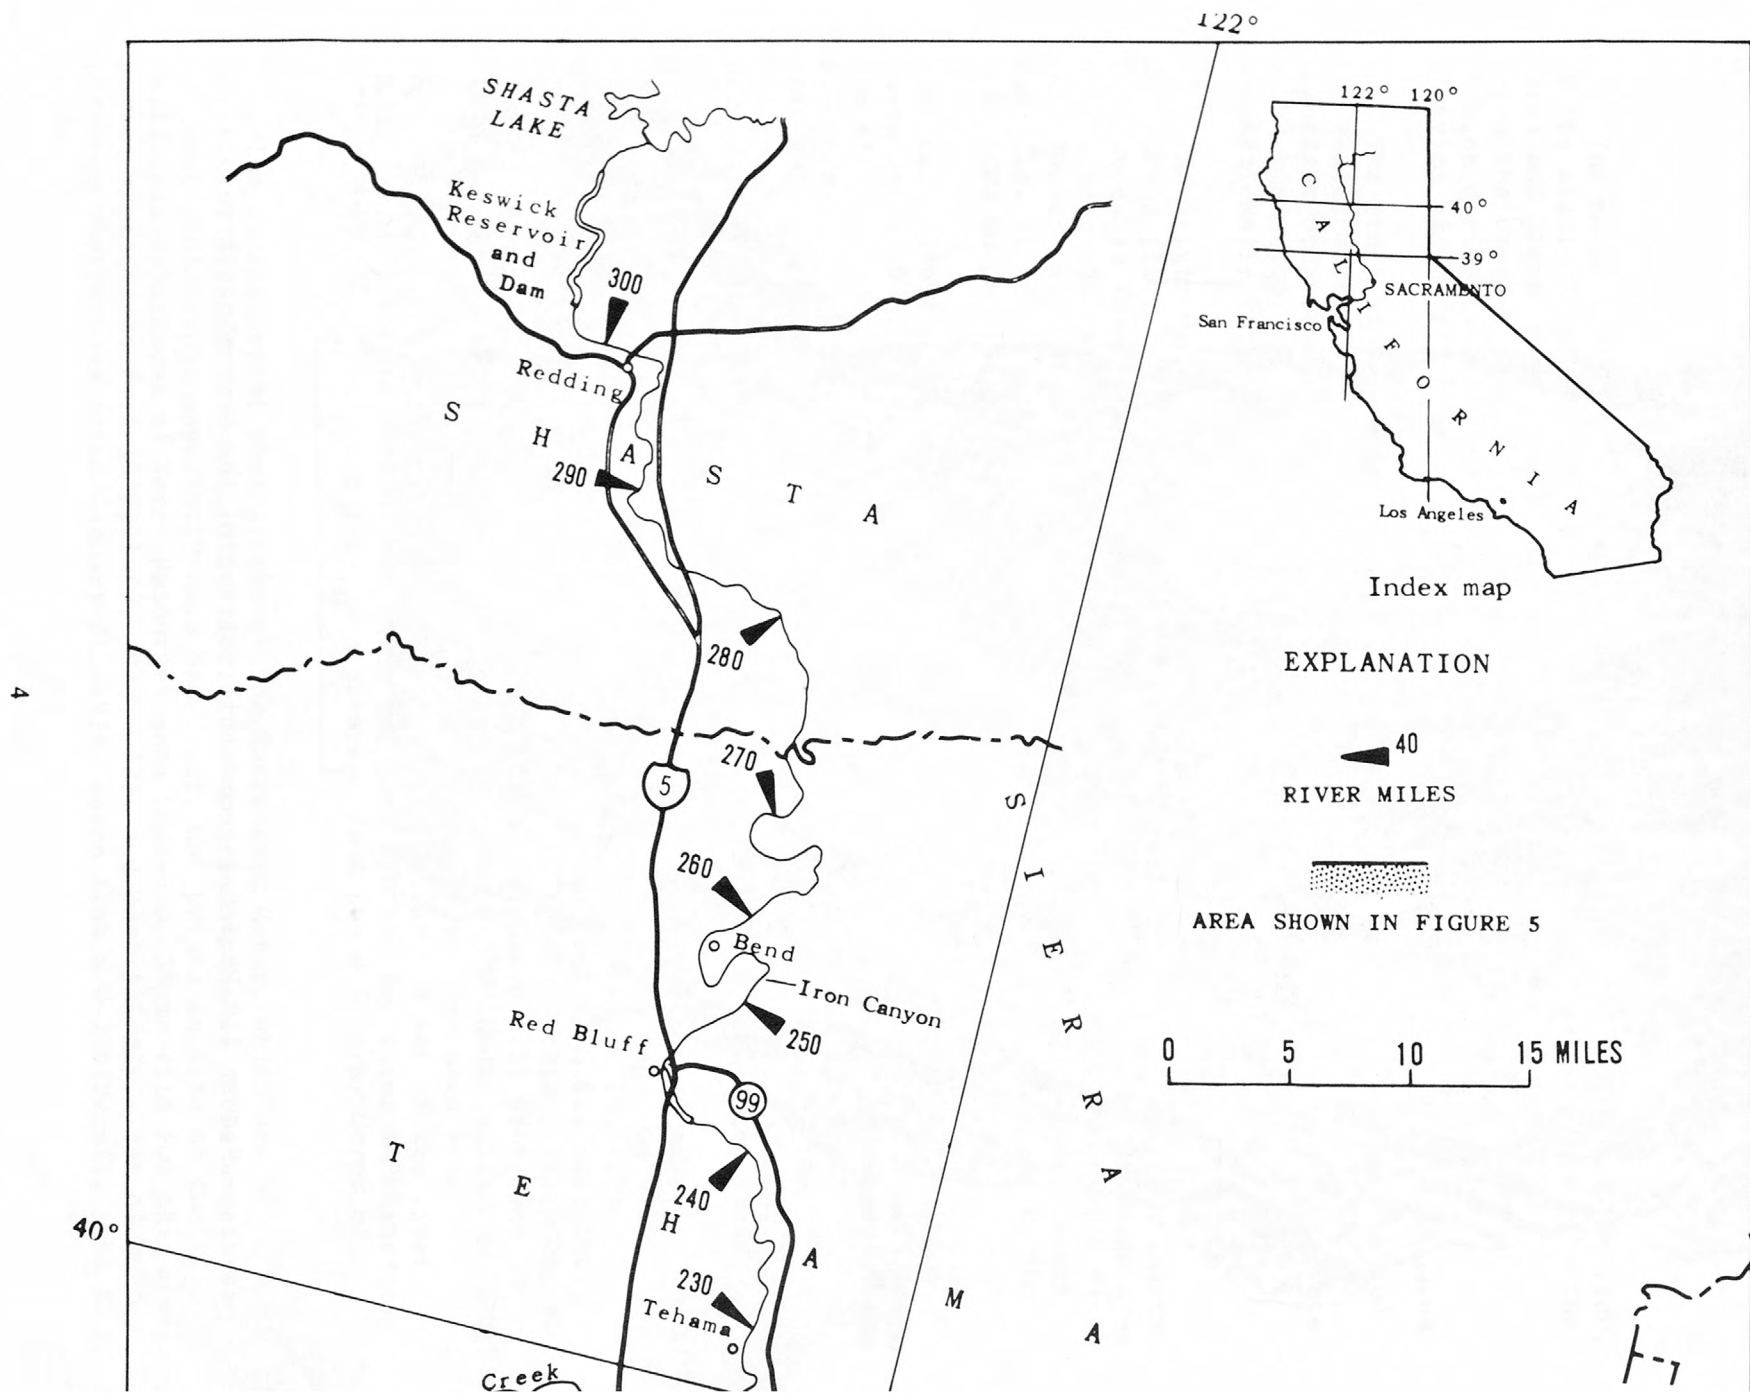 122°
SHASTA
LAKE
Keswick
Reservoir
and
Dam
300
Redding
S H A S T A
290
280
270
5
260
Bend
Iron Canyon
250
Red Bluff
99
240
T E H A M A
230
Tehama
Creek
40°
4
S I E R R A
122° 120°
40°
39°
C A L I F O R N I A
SACRAMENTO
San Francisco
Los Angeles
Index map
EXPLANATION
40
RIVER MILES
AREA SHOWN IN FIGURE 5
0 5 10 15 MILES